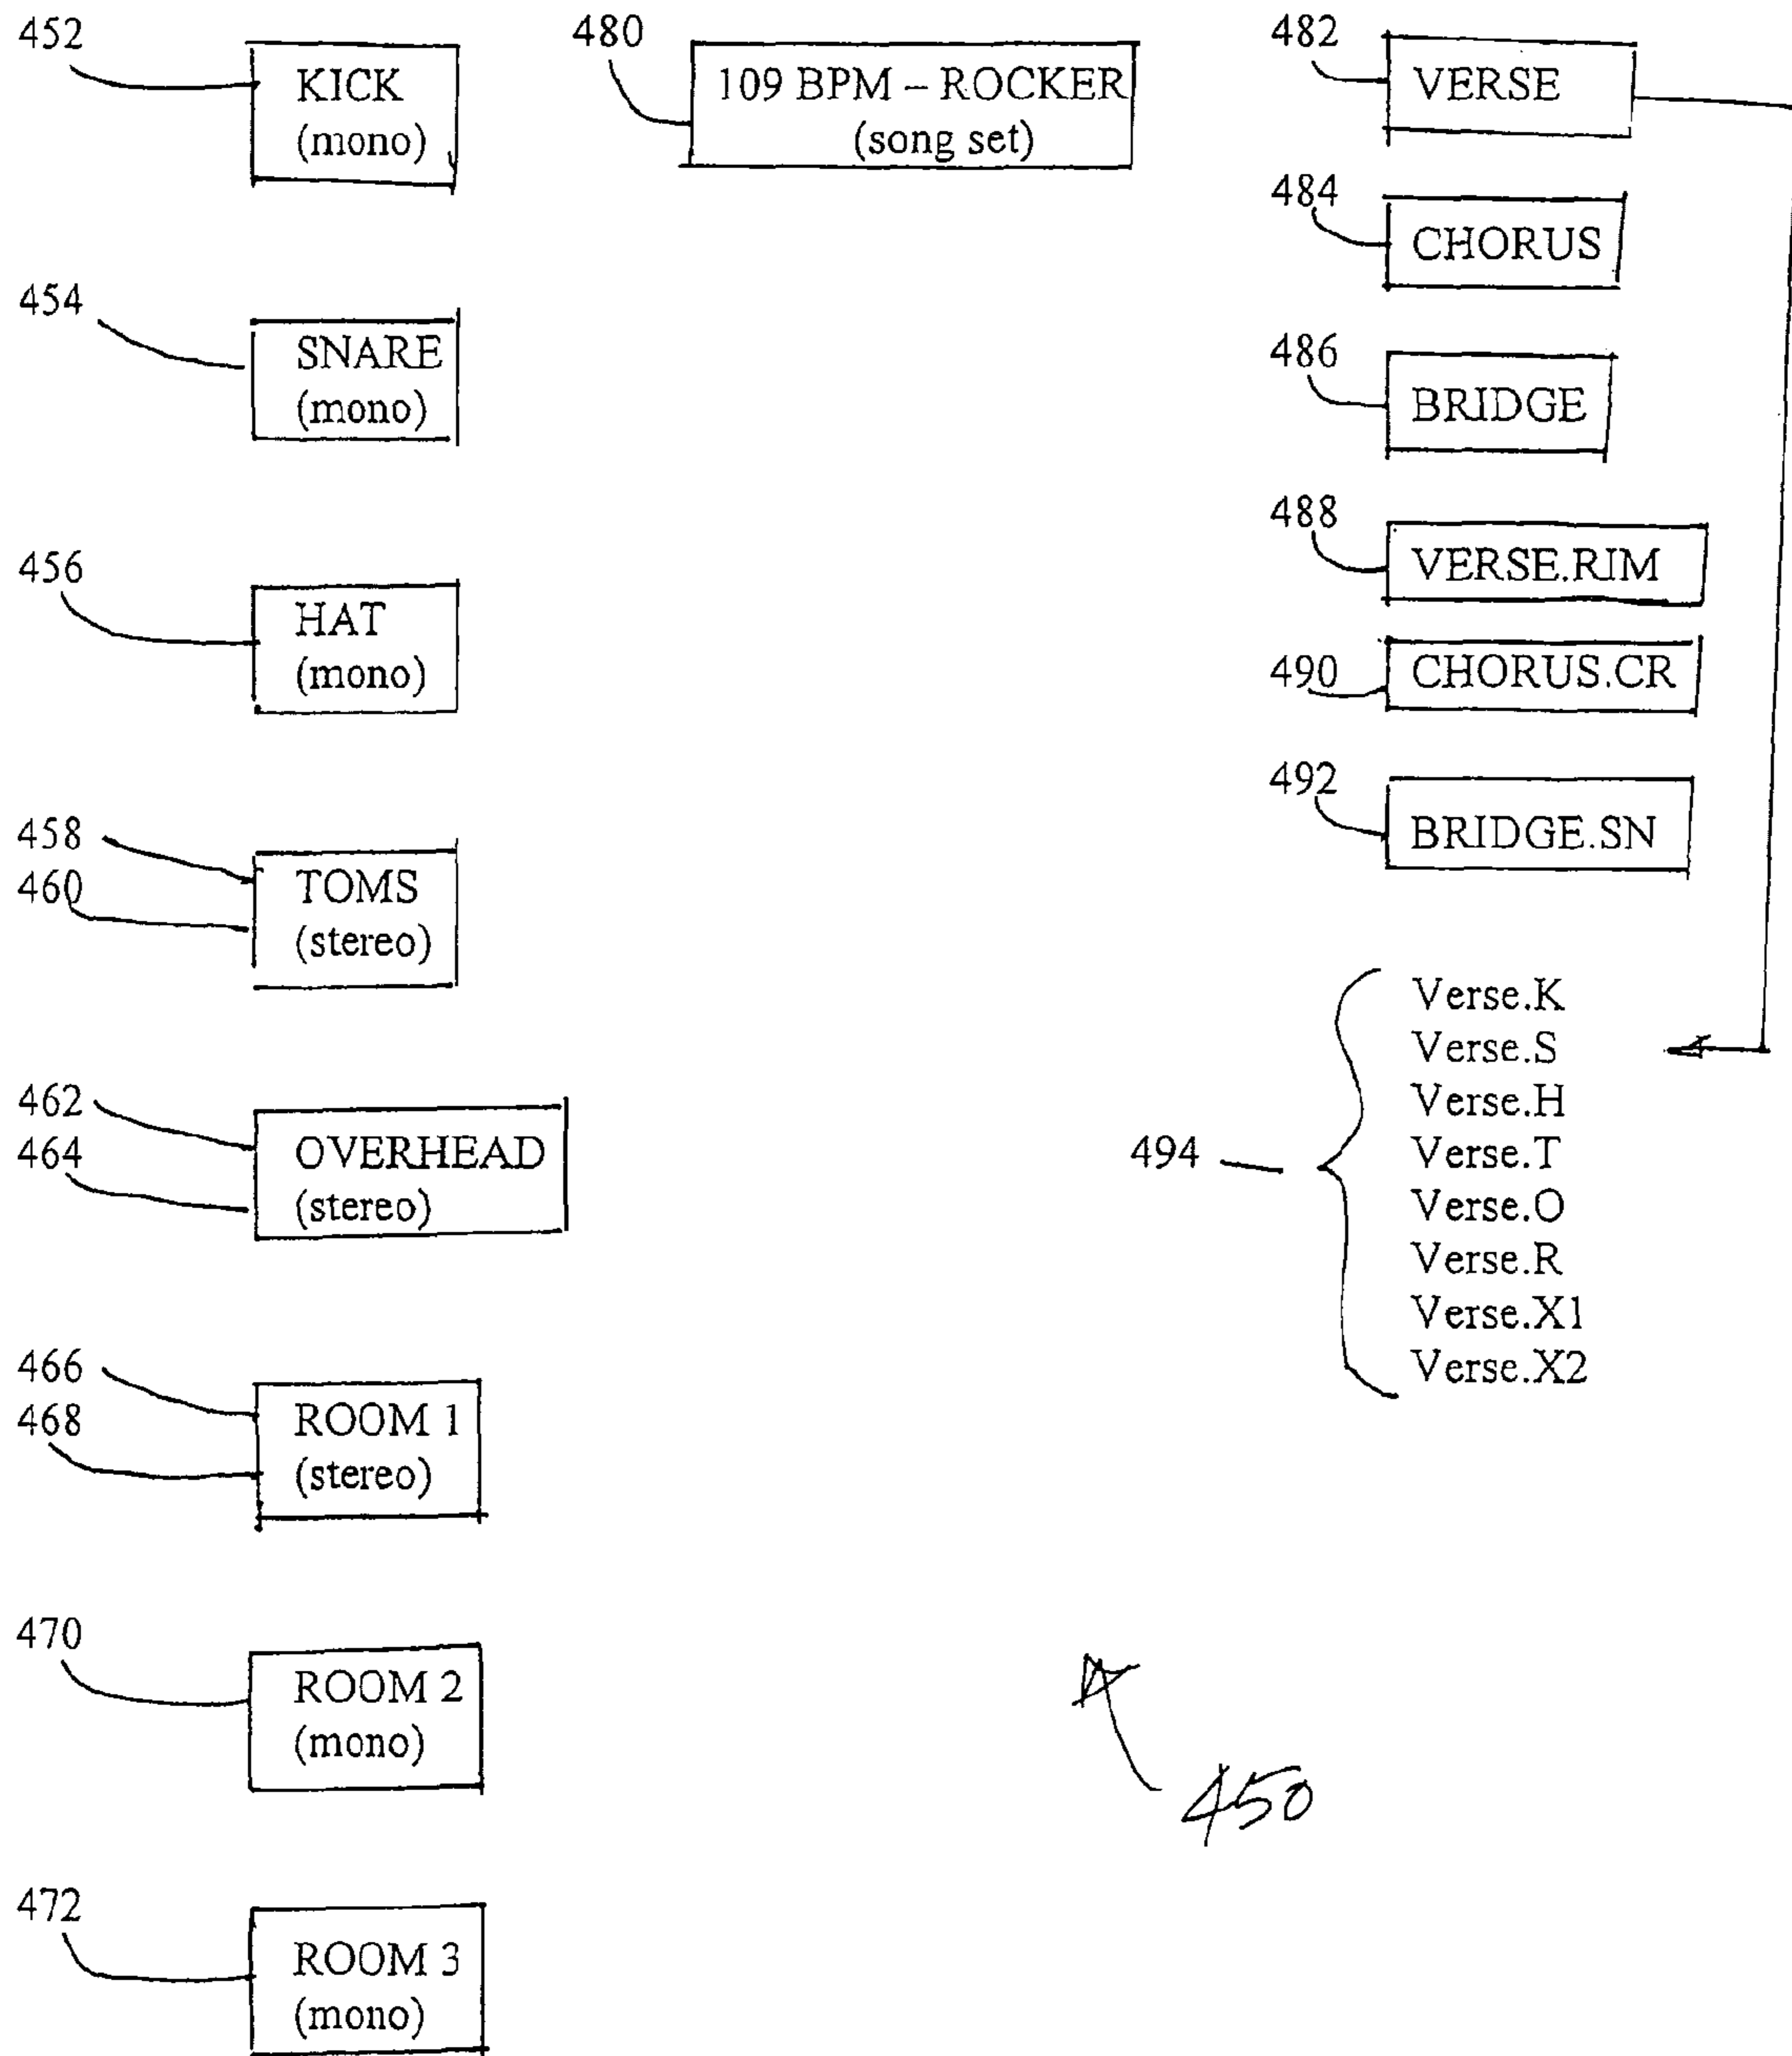 452
KICK
(mono)
454
SNARE
(mono)
456
HAT
(mono)
458
460
TOMS
(stereo)
462
464
OVERHEAD
(stereo)
466
468
ROOM 1
(stereo)
470
ROOM 2
(mono)
472
ROOM 3
(mono)
480
109 BPM – ROCKER
(song set)
482
VERSE
484
CHORUS
486
BRIDGE
488
VERSE.RIM
490
CHORUS.CR
492
BRIDGE.SN
494
Verse.K
Verse.S
Verse.H
Verse.T
Verse.O
Verse.R
Verse.X1
Verse.X2
450